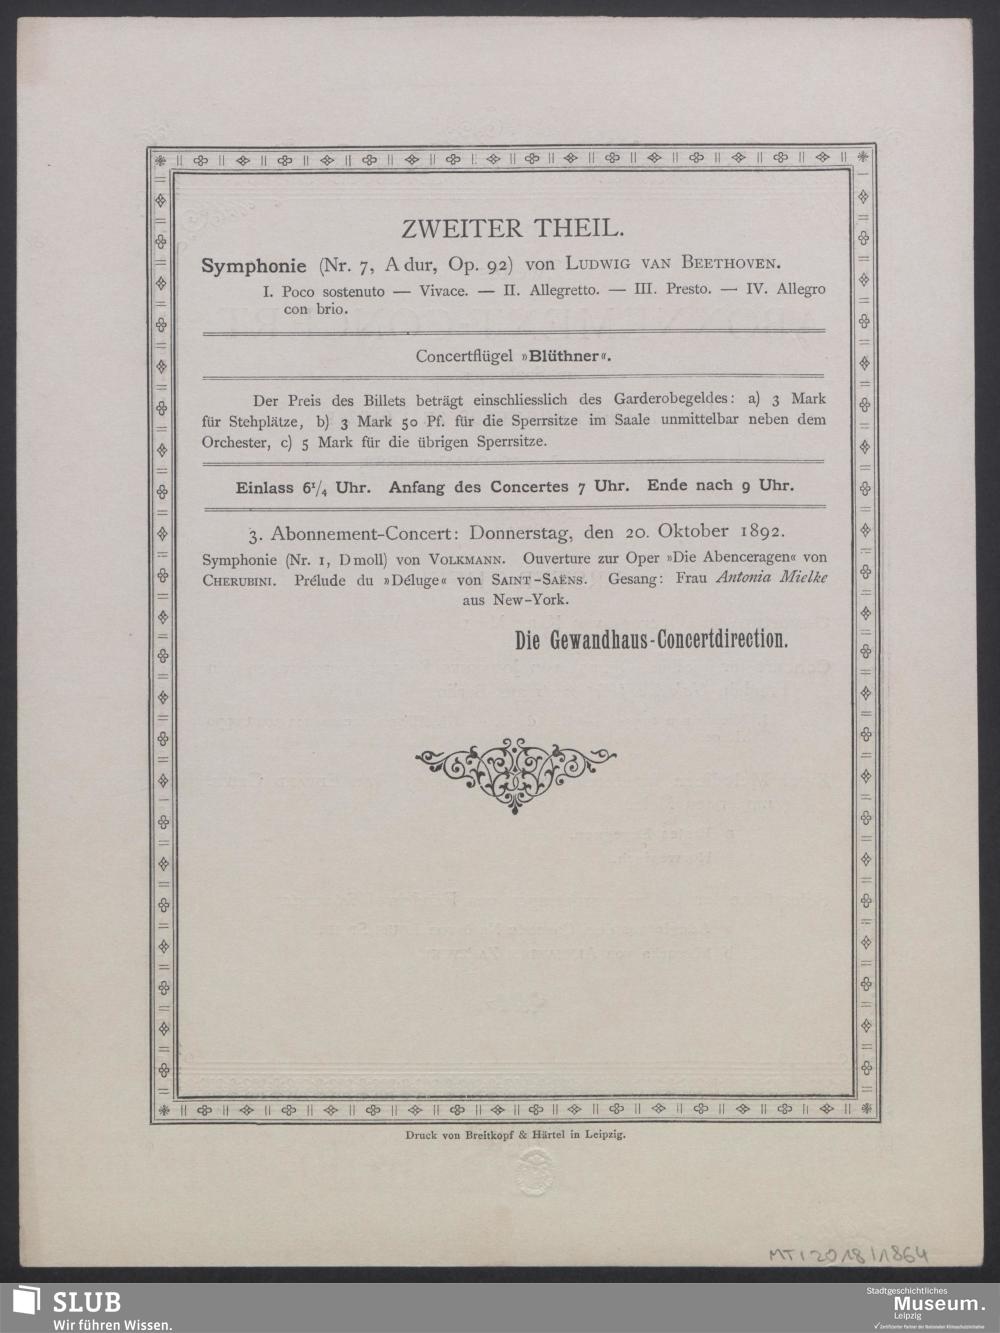 ZWEITER THEIL.
Symphonie (Nr. 7, A dur, Op. 92) von LUDWIG VAN BEETHOVEN.
I. Poco sostenuto — Vivace. — II. Allegretto. — III. Presto. — IV. Allegro
con brio.
Concertflügel »Blüthner«.
Der Preis des Billets beträgt einschliesslich des Garderobegeldes: a) 3 Mark
für Stehplätze, b) 3 Mark 50 Pf. für die Sperrsitze im Saale unmittelbar neben dem
Orchester, c) 5 Mark für die übrigen Sperrsitze.
Einlass 6¹/₄ Uhr. Anfang des Concertes 7 Uhr. Ende nach 9 Uhr.
3. Abonnement-Concert: Donnerstag, den 20. Oktober 1892.
Symphonie (Nr. 1, D moll) von VOLKMANN. Ouverture zur Oper »Die Abenceragen« von
CHERUBINI. Prélude du »Déluge« von SAINT-SAËNS. Gesang: Frau Antonia Mielke
aus New-York.
Die Gewandhaus-Concertdirection.
Druck von Breitkopf & Härtel in Leipzig.
MT/2018/1864
SLUB
Wir führen Wissen.
Stadtgeschichtliches
Museum.
Leipzig
✓ Zertifizierter Partner der Nationalen Klimaschutzinitiative